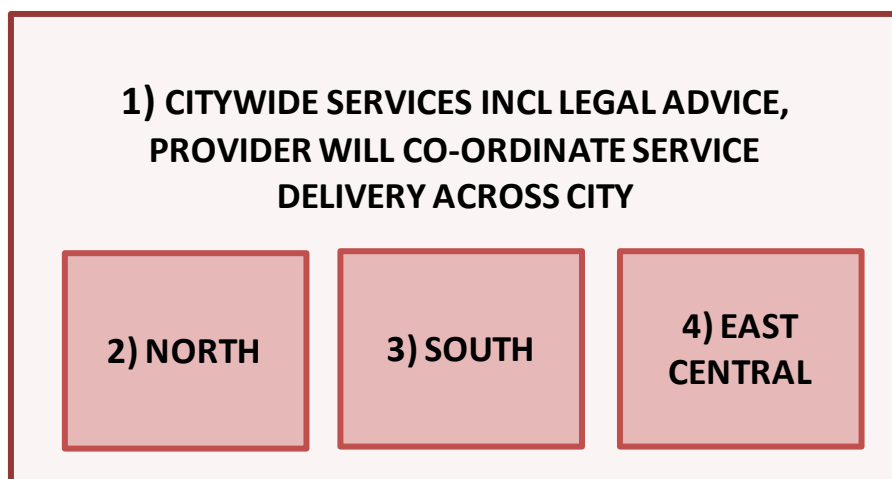 1) CITYWIDE SERVICES INCL LEGAL ADVICE,
PROVIDER WILL CO-ORDINATE SERVICE
DELIVERY ACROSS CITY
2) NORTH
3) SOUTH
4) EAST
CENTRAL